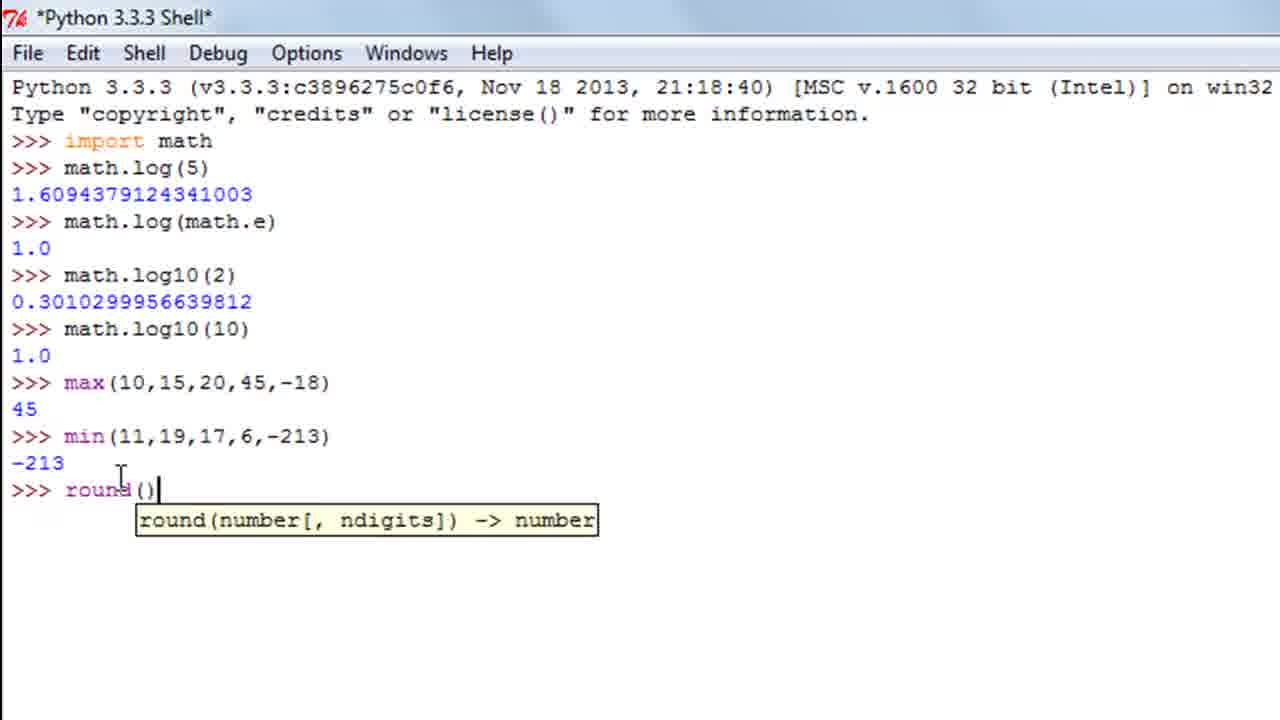 *Python 3.3.3 Shell*
File Edit Shell Debug Options Windows Help
Python 3.3.3 (v3.3.3:c3896275c0f6, Nov 18 2013, 21:18:40) [MSC v.1600 32 bit (Intel)] on win32
Type "copyright", "credits" or "license()" for more information.
>>> import math
>>> math.log(5)
1.6094379124341003
>>> math.log(math.e)
1.0
>>> math.log10(2)
0.3010299956639812
>>> math.log10(10)
1.0
>>> max(10,15,20,45,-18)
45
>>> min(11,19,17,6,-213)
-213
>>> round()
round(number[, ndigits]) -> number